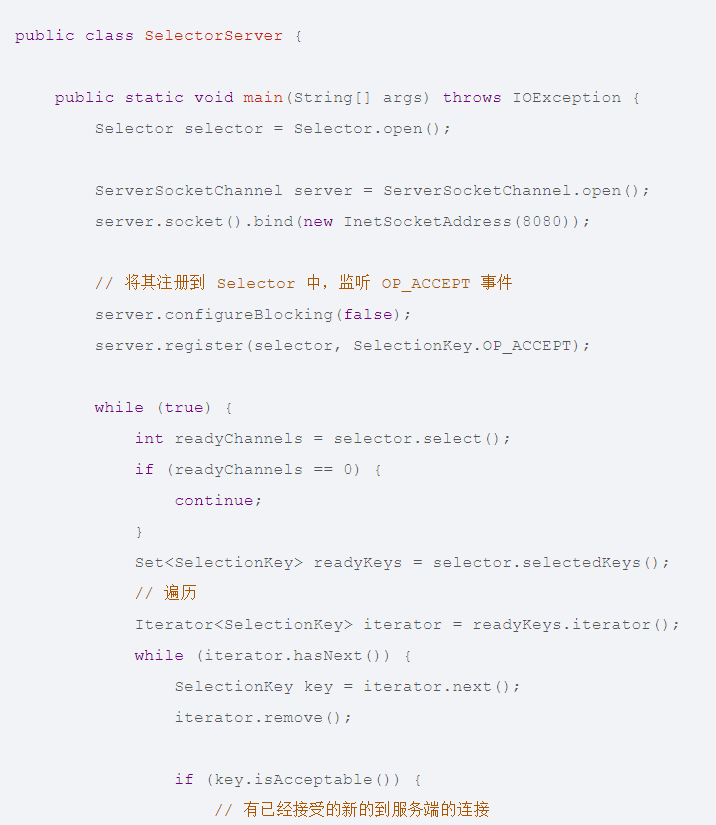 public class SelectorServer {
public static void main(String[] args) throws IOException {
Selector selector = Selector.open();
ServerSocketChannel server = ServerSocketChannel.open();
server.socket().bind(new InetSocketAddress(8080));
// 将其注册到 Selector 中，监听 OP_ACCEPT 事件
server.configureBlocking(false);
server.register(selector, SelectionKey.OP_ACCEPT);
while (true) {
int readyChannels = selector.select();
if (readyChannels == 0) {
continue;
}
Set<SelectionKey> readyKeys = selector.selectedKeys();
// 遍历
Iterator<SelectionKey> iterator = readyKeys.iterator();
while (iterator.hasNext()) {
SelectionKey key = iterator.next();
iterator.remove();
if (key.isAcceptable()) {
// 有已经接受的新的到服务端的连接